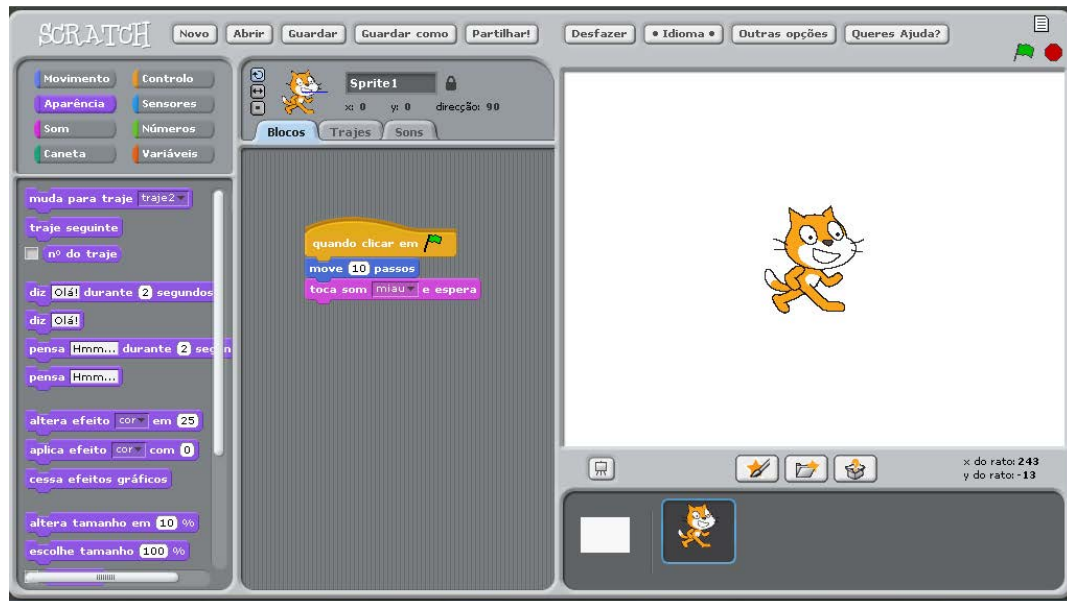 SCRATCH Novo Abrir Guardar Guardar como Partilhar! Desfazer • Idioma • Outras opções Queres Ajuda?
Movimento Controlo
Aparência Sensores
Som Números
Caneta Variáveis
Sprite1
x: 0 y: 0 direcção: 90
Blocos Trajes Sons
muda para traje traje2
traje seguinte
nº do traje
diz Olá! durante 2 segundos
diz Olá!
pensa Hmm... durante 2 segun
pensa Hmm...
altera efeito cor em 25
aplica efeito cor com 0
cessa efeitos gráficos
altera tamanho em 10 %
escolhe tamanho 100 %
quando clicar em
move 10 passos
toca som miau e espera
x do rato: 243
y do rato: -13